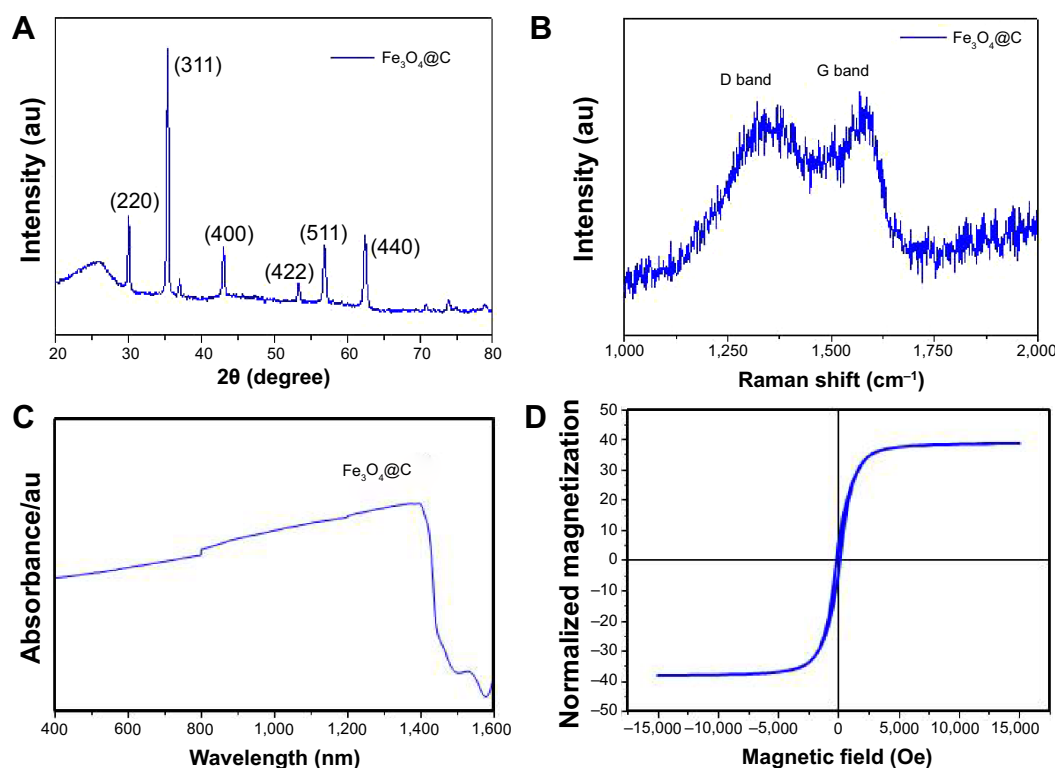 A
Intensity (au)
Fe₃O₄@C
(311)
(220)
(400)
(422)
(511)
(440)
20 30 40 50 60 70 80
2θ (degree)
B
Intensity (au)
Fe₃O₄@C
D band
G band
1,000 1,250 1,500 1,750 2,000
Raman shift (cm⁻¹)
C
Absorbance/au
Fe₃O₄@C
400 600 800 1,000 1,200 1,400 1,600
Wavelength (nm)
D
Normalized magnetization
50
40
30
20
10
0
–10
–20
–30
–40
–50
–15,000 –10,000 –5,000 0 5,000 10,000 15,000
Magnetic field (Oe)